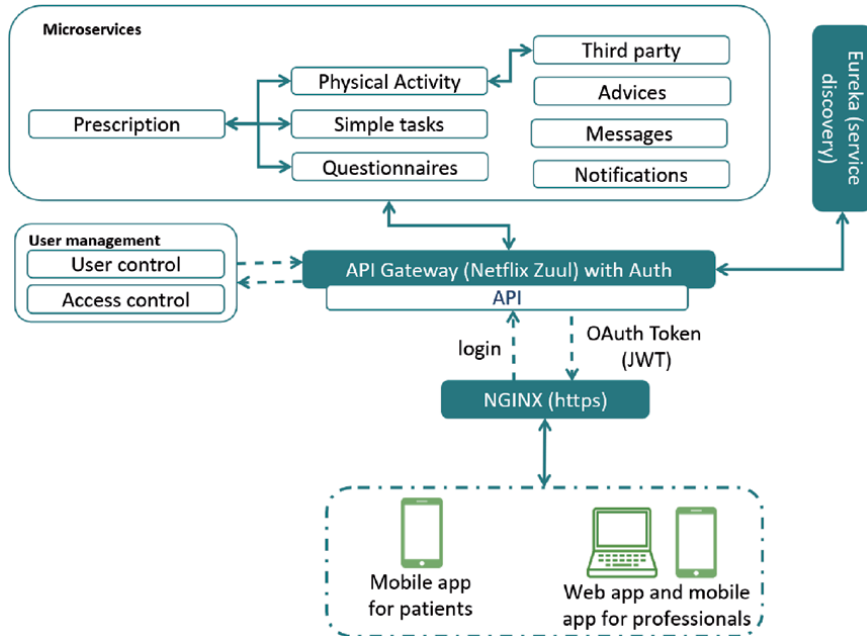 Microservices
Prescription
Physical Activity
Simple tasks
Questionnaires
Third party
Advices
Messages
Notifications
Eureka (service
discovery)
User management
User control
Access control
API Gateway (Netflix Zuul) with Auth
API
login
OAuth Token
(JWT)
NGINX (https)
Mobile app
for patients
Web app and mobile
app for professionals